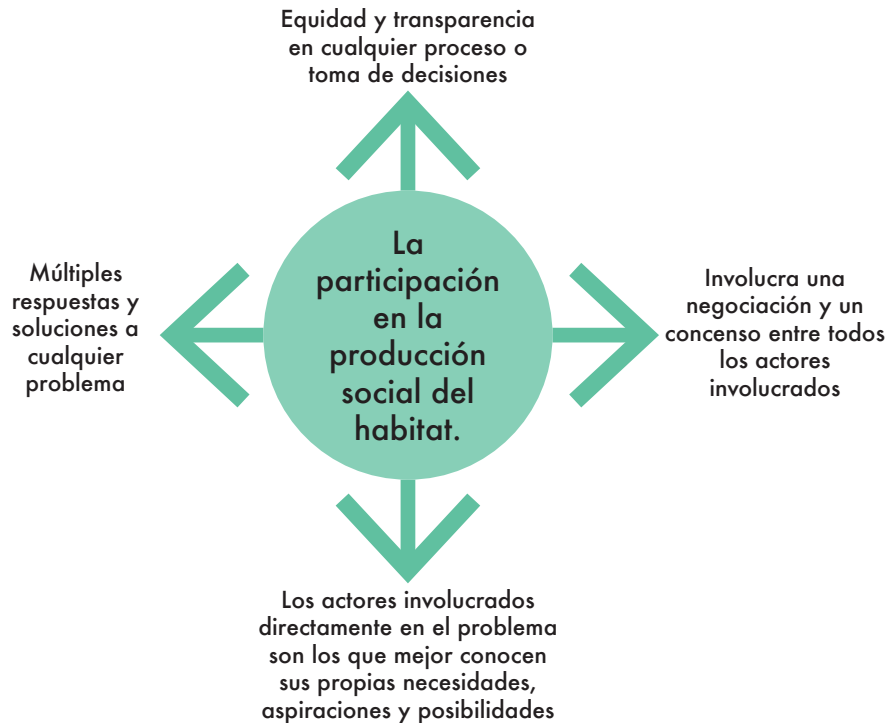 Equidad y transparencia
en cualquier proceso o
toma de decisiones
Múltiples
respuestas y
soluciones a
cualquier
problema
La
participación
en la
producción
social del
habitat.
Involucra una
negociación y un
concenso entre todos
los actores
involucrados
Los actores involucrados
directamente en el problema
son los que mejor conocen
sus propias necesidades,
aspiraciones y posibilidades